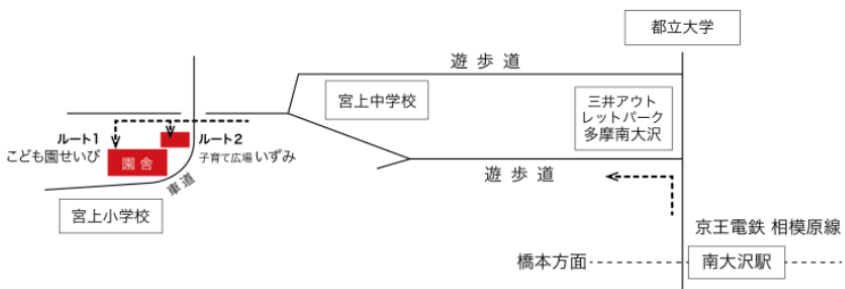 都立大学
遊歩道
宮上中学校
三井アウト
レットパーク
多摩南大沢
ルート1
こども園せいび
園舎
ルート2
子育て広場いずみ
車道
遊歩道
宮上小学校
京王電鉄 相模原線
橋本方面
南大沢駅